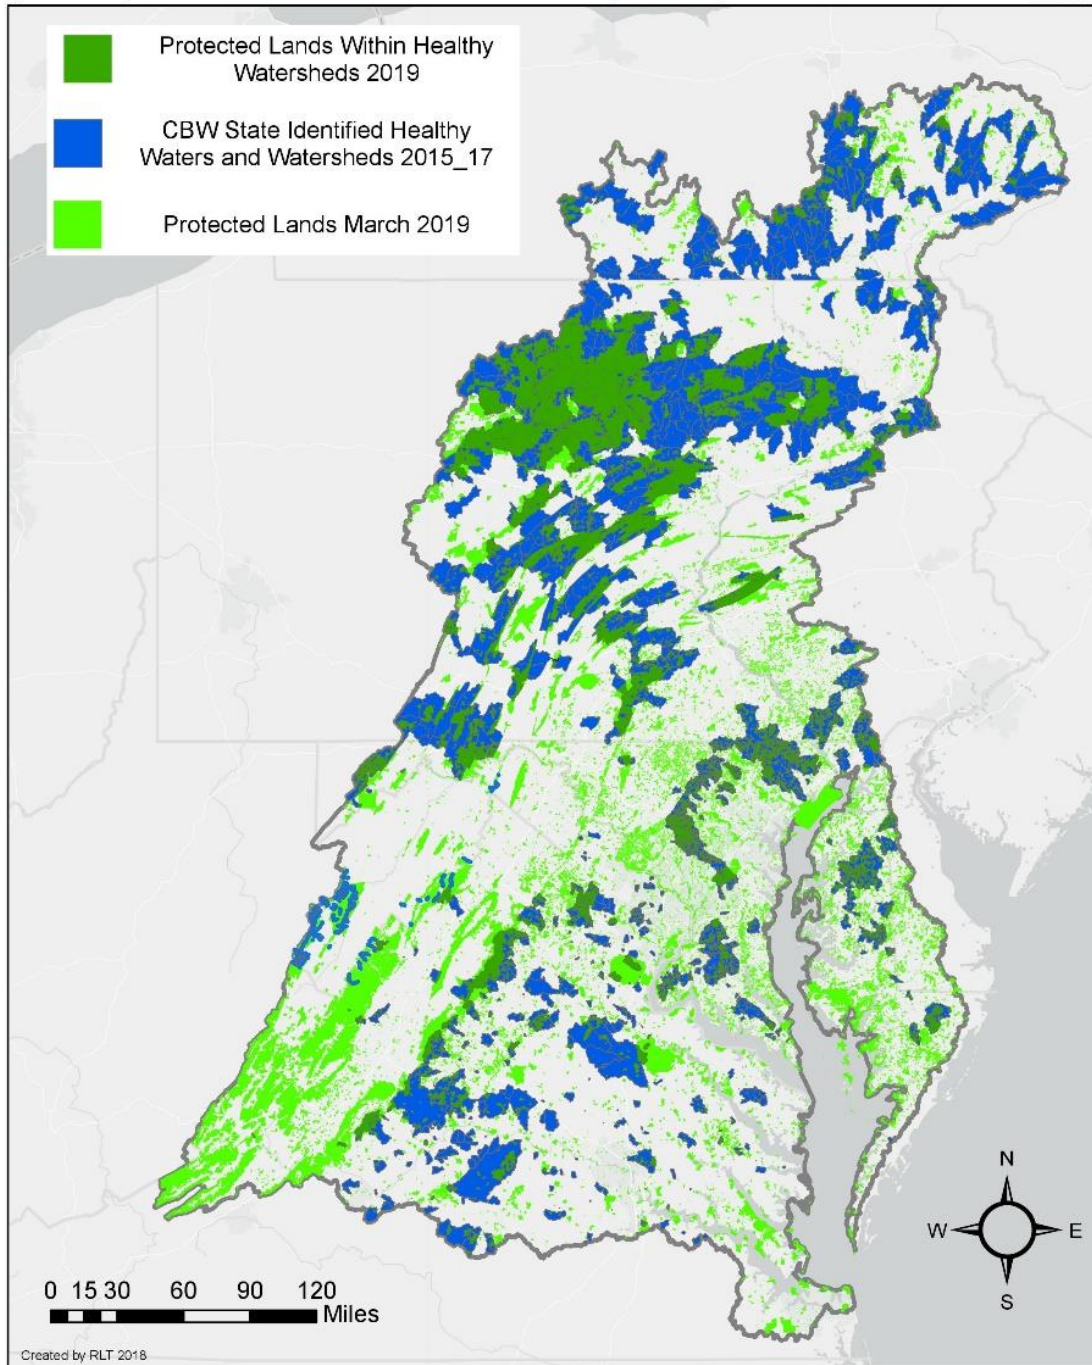 Protected Lands Within Healthy
Watersheds 2019
CBW State Identified Healthy
Waters and Watersheds 2015_17
Protected Lands March 2019
N
W
E
S
0 15 30 60 90 120
Miles
Created by RLT 2018